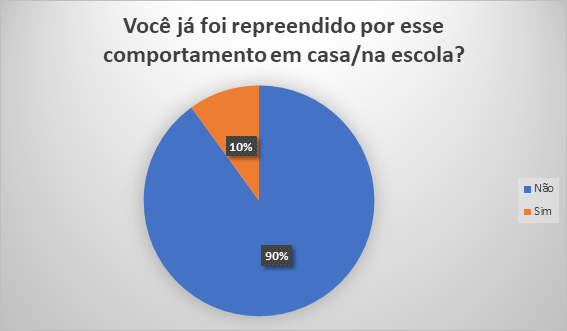 Você já foi repreendido por esse
comportamento em casa/na escola?
10%
90%
Não
Sim